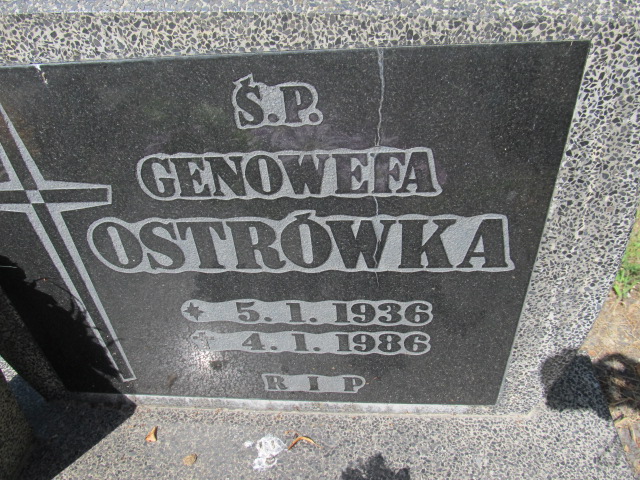 Ś.P.
GENOWEFA
OSTRÓWKA
* 5. 1. 1936
† 4. 1. 1986
R I P